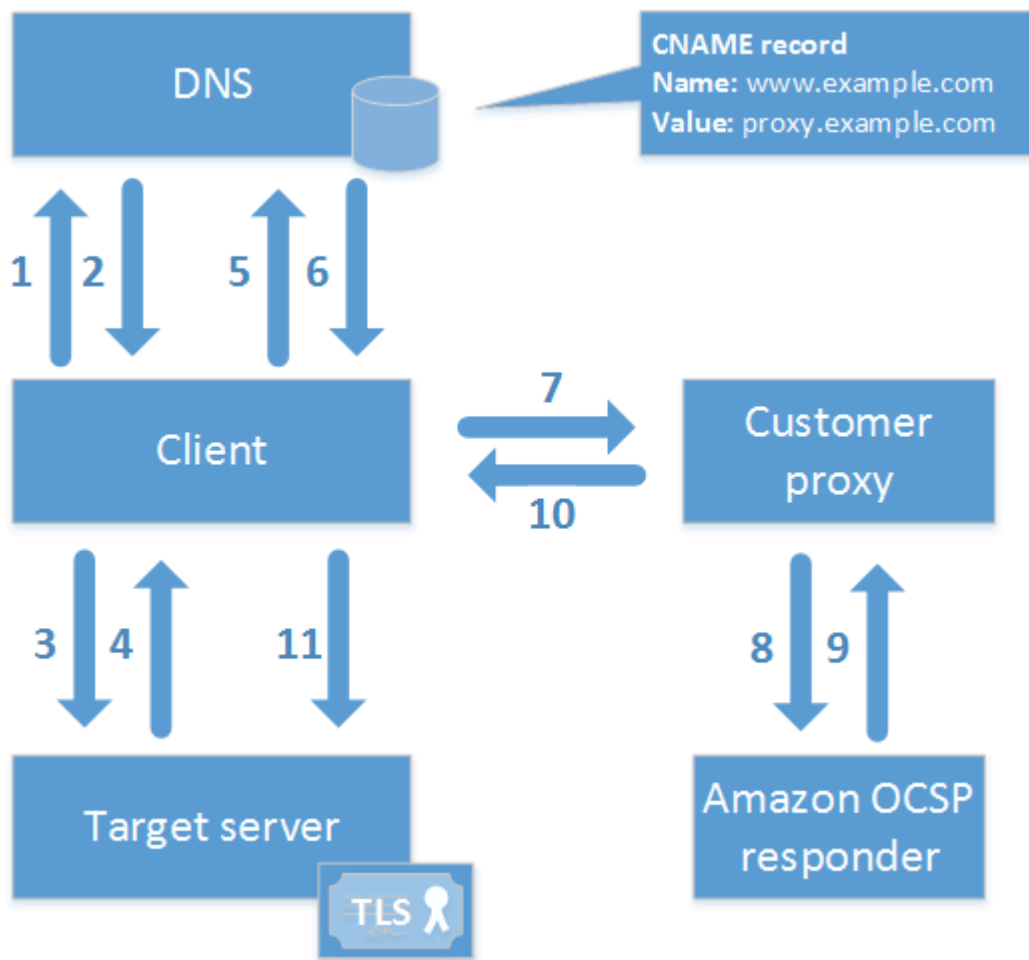 DNS
CNAME record
Name: www.example.com
Value: proxy.example.com
1
2
5
6
Client
7
10
Customer
proxy
3
4
11
8
9
Target server
TLS
Amazon OCSP
responder